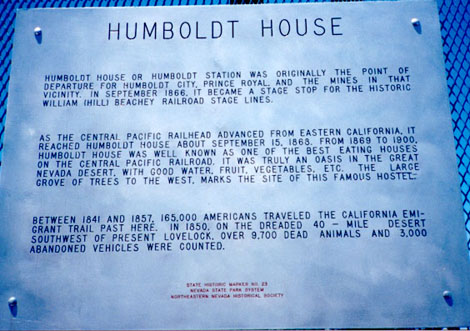 HUMBOLDT HOUSE
HUMBOLDT HOUSE OR HUMBOLDT STATION WAS ORIGINALLY THE POINT OF
DEPARTURE FOR HUMBOLDT CITY, PRINCE ROYAL, AND THE MINES IN THAT
VICINITY. IN SEPTEMBER 1866, IT BECAME A STAGE STOP FOR THE HISTORIC
WILLIAM (HILL) BEACHEY RAILROAD STAGE LINES.
AS THE CENTRAL PACIFIC RAILHEAD ADVANCED FROM EASTERN CALIFORNIA, IT
REACHED HUMBOLDT HOUSE ABOUT SEPTEMBER 15, 1868. FROM 1869 TO 1900,
HUMBOLDT HOUSE WAS WELL KNOWN AS ONE OF THE BEST EATING HOUSES
ON THE CENTRAL PACIFIC RAILROAD. IT WAS TRULY AN OASIS IN THE GREAT
NEVADA DESERT, WITH GOOD WATER, FRUIT, VEGETABLES, ETC. THE LARGE
GROVE OF TREES TO THE WEST, MARKS THE SITE OF THIS FAMOUS HOSTEL.
BETWEEN 1841 AND 1857, 165,000 AMERICANS TRAVELED THE CALIFORNIA EMI-
GRANT TRAIL PAST HERE. IN 1850, ON THE DREADED 40 - MILE DESERT
SOUTHWEST OF PRESENT LOVELOCK, OVER 9,700 DEAD ANIMALS AND 3,000
ABANDONED VEHICLES WERE COUNTED.
STATE HISTORIC MARKER NO. 23
NEVADA STATE PARK SYSTEM
NORTHEASTERN NEVADA HISTORICAL SOCIETY